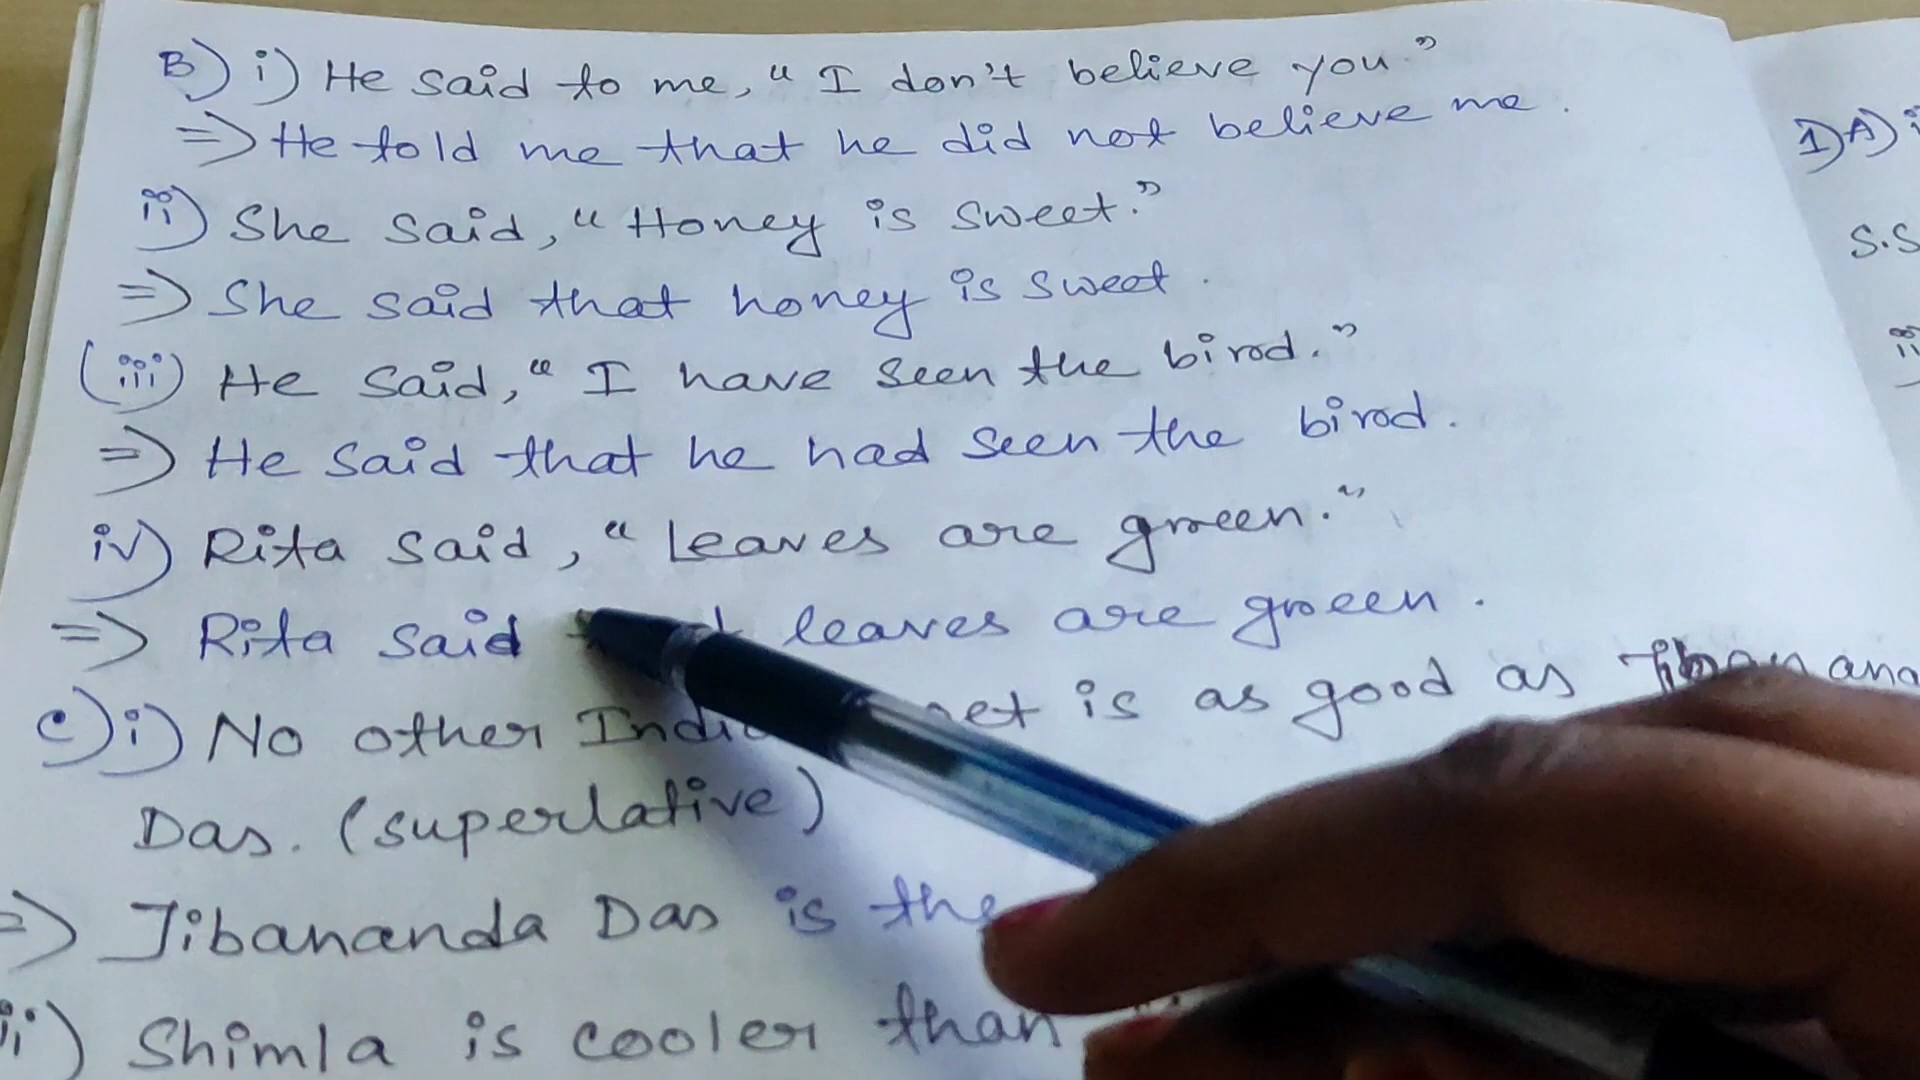 B) i) He said to me, "I don't believe you."
=> He told me that he did not believe me.
ii) She said, "Honey is sweet."
=> She said that honey is sweet.
(iii) He said, "I have seen the bird."
=> He said that he had seen the bird.
iv) Rita said, "Leaves are green."
=> Rita said leaves are green.
C) i) No other is as good as
Das. (superlative)
=> Jibananda Das is the
ii) Shimla is cooler than
1) A) i
S.S
ii